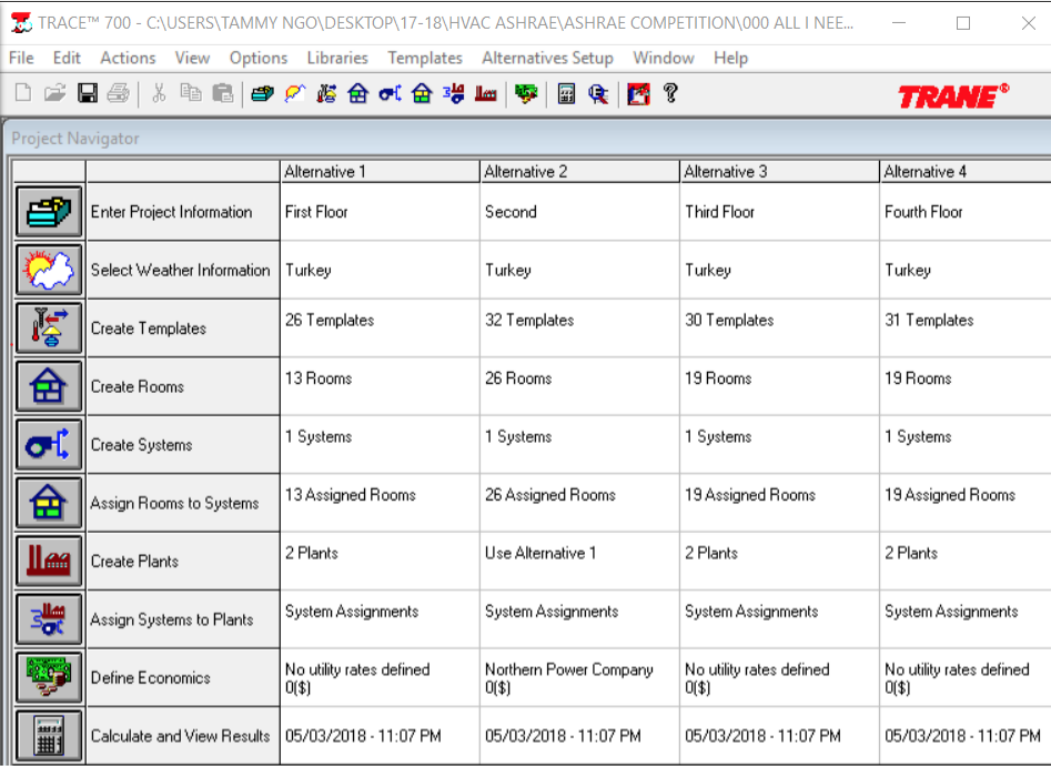 TRACE™ 700 - C:\USERS\TAMMY NGO\DESKTOP\17-18\HVAC ASHRAE\ASHRAE COMPETITION\000 ALL I NEE...
File Edit Actions View Options Libraries Templates Alternatives Setup Window Help
TRANE®
Project Navigator
Alternative 1 Alternative 2 Alternative 3 Alternative 4
Enter Project Information First Floor Second Third Floor Fourth Floor
Select Weather Information Turkey Turkey Turkey Turkey
Create Templates 26 Templates 32 Templates 30 Templates 31 Templates
Create Rooms 13 Rooms 26 Rooms 19 Rooms 19 Rooms
Create Systems 1 Systems 1 Systems 1 Systems 1 Systems
Assign Rooms to Systems 13 Assigned Rooms 26 Assigned Rooms 19 Assigned Rooms 19 Assigned Rooms
Create Plants 2 Plants Use Alternative 1 2 Plants 2 Plants
Assign Systems to Plants System Assignments System Assignments System Assignments System Assignments
Define Economics No utility rates defined Northern Power Company No utility rates defined No utility rates defined
0($) 0($) 0($) 0($)
Calculate and View Results 05/03/2018 - 11:07 PM 05/03/2018 - 11:07 PM 05/03/2018 - 11:07 PM 05/03/2018 - 11:07 PM